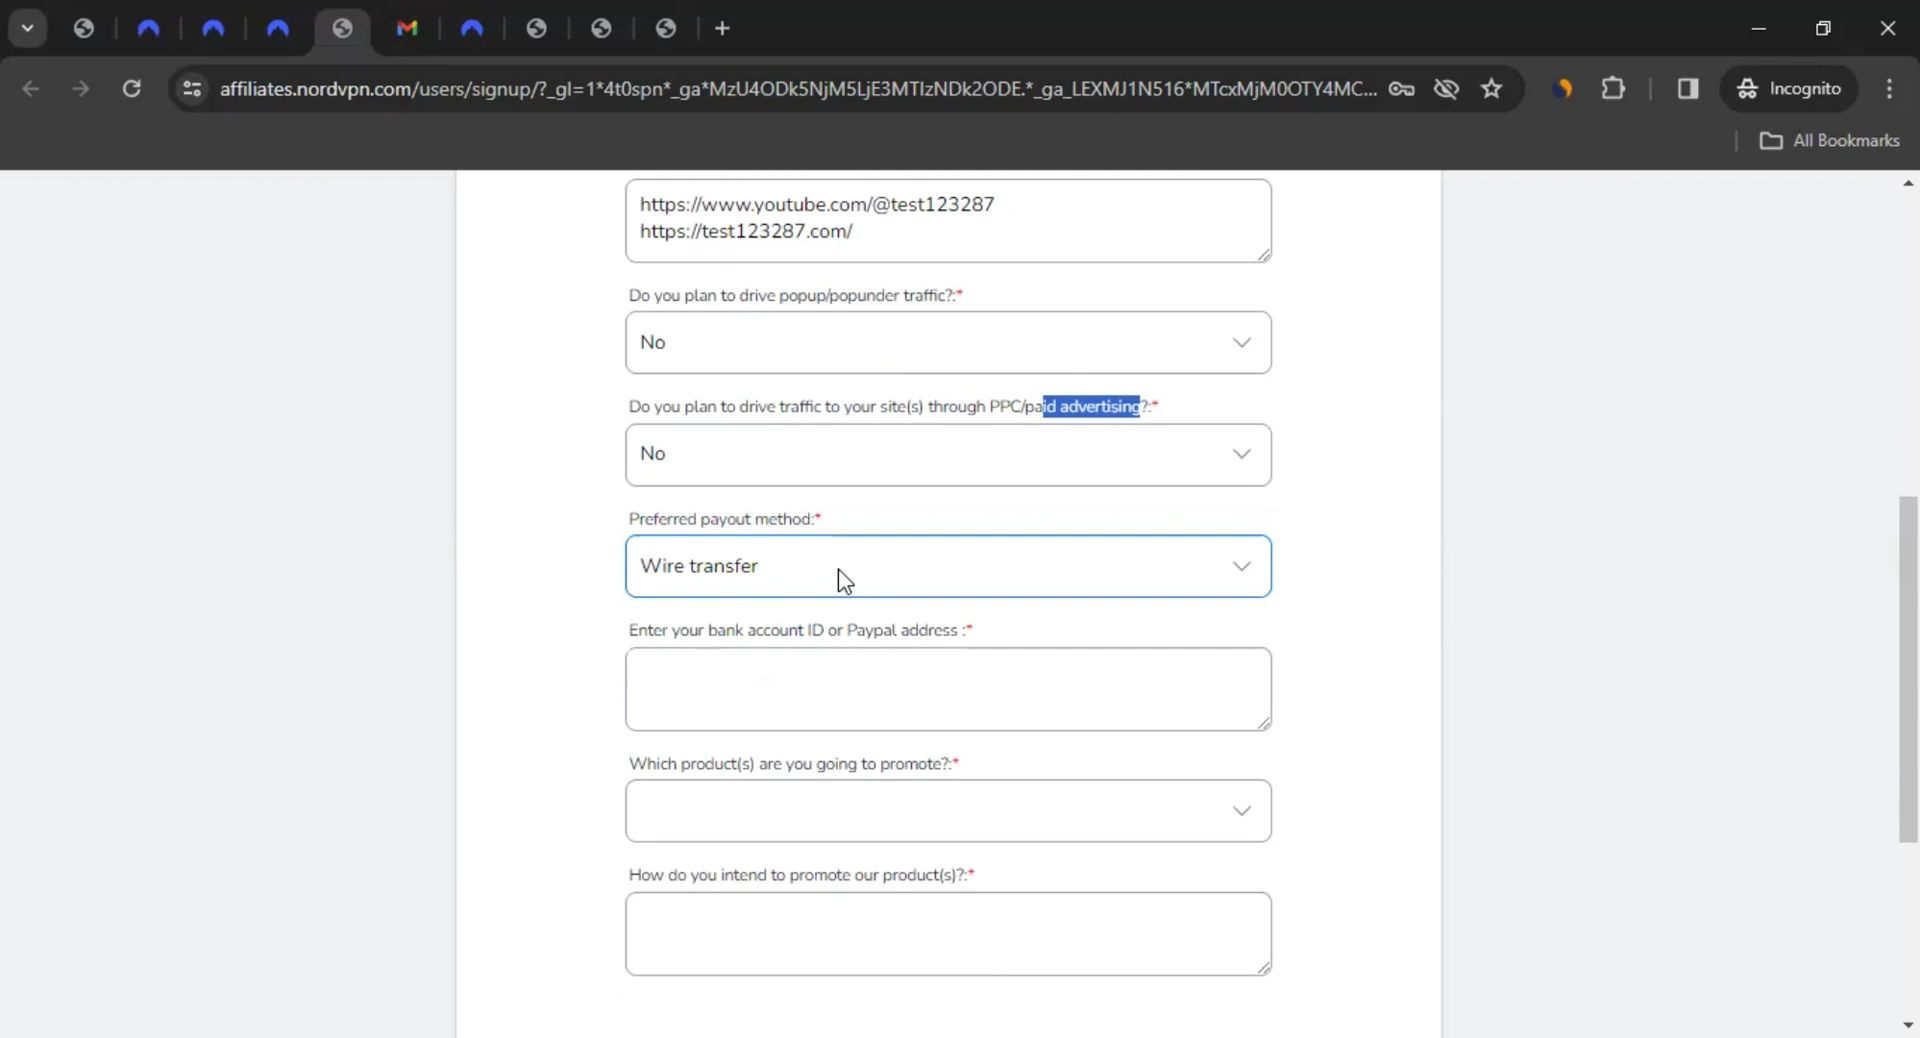 affiliates.nordvpn.com/users/signup/?_gl=1*4t0spn*_ga*MzU4ODk5NjM5LjE3MTIzNDk2ODE.*_ga_LEXMJ1N516*MTcxMjM0OTY4MC...
Incognito
All Bookmarks
https://www.youtube.com/@test123287
https://test123287.com/
Do you plan to drive popup/popunder traffic?:*
No
Do you plan to drive traffic to your site(s) through PPC/paid advertising?:*
No
Preferred payout method:*
Wire transfer
Enter your bank account ID or Paypal address :*
Which product(s) are you going to promote?:*
How do you intend to promote our product(s)?:*